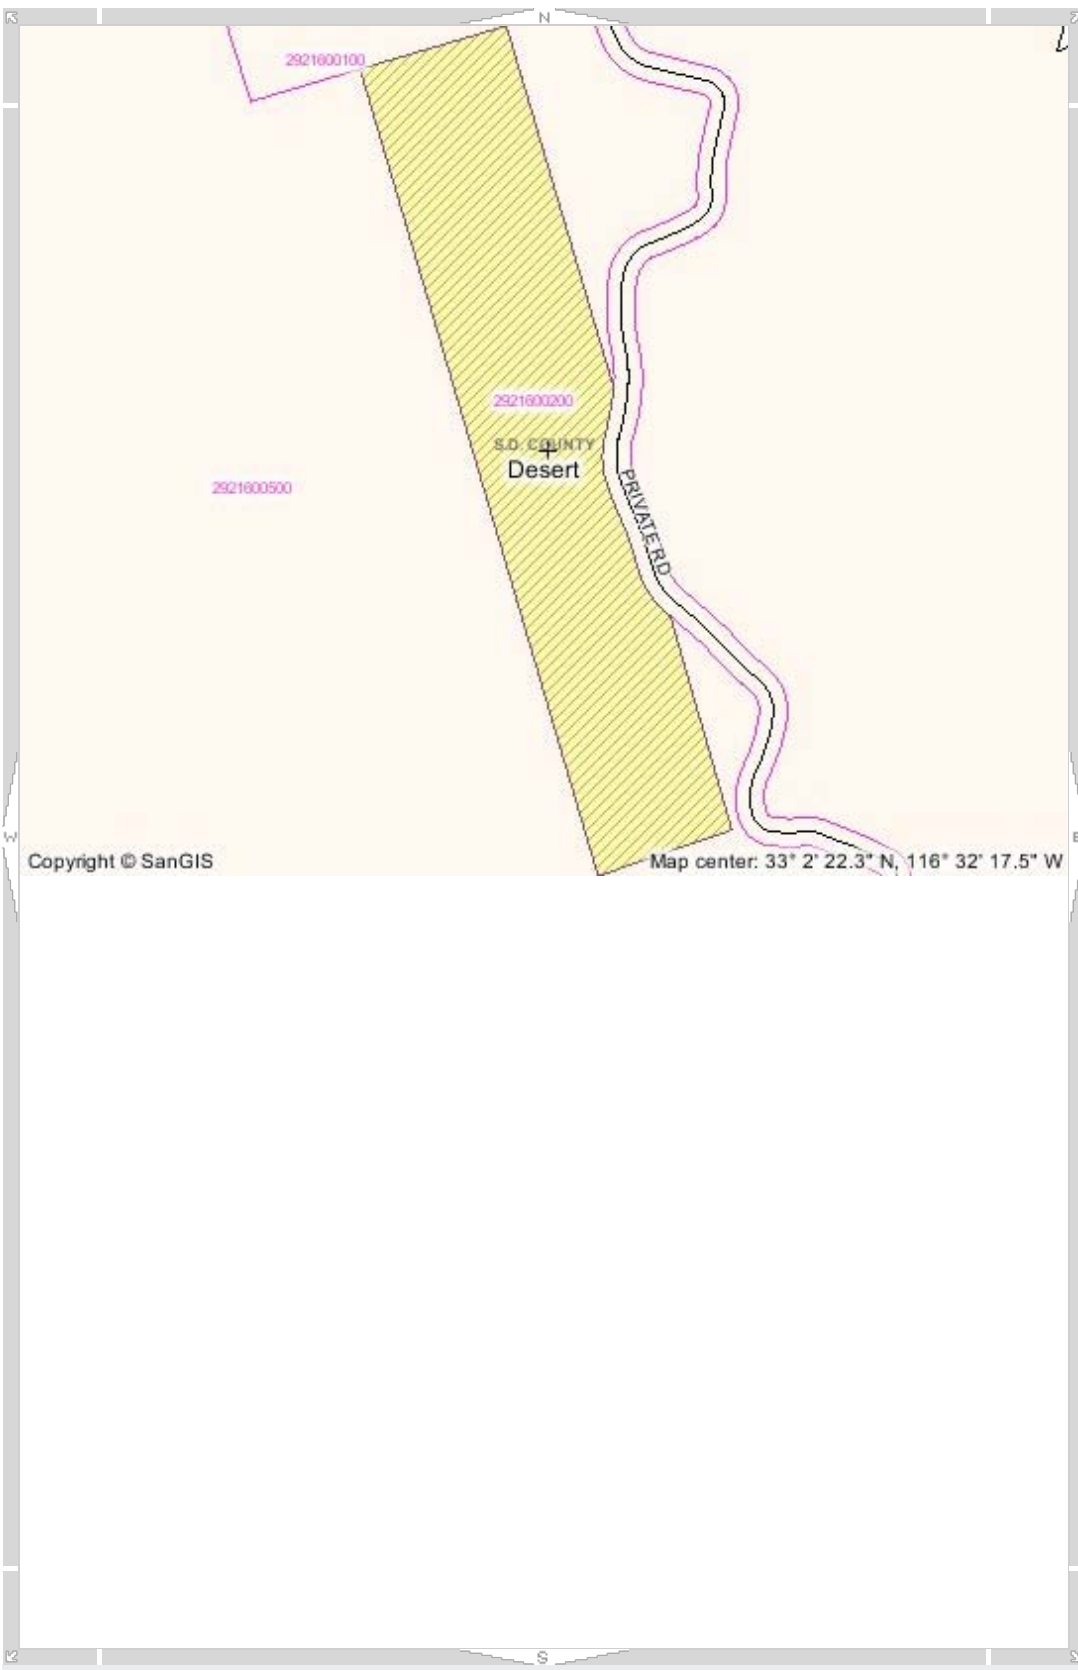 N
2921600100
2921600200
S.D. COUNTY
Desert
2921600500
PRIVATE RD
W
E
Copyright © SanGIS
Map center: 33° 2' 22.3" N, 116° 32' 17.5" W
S